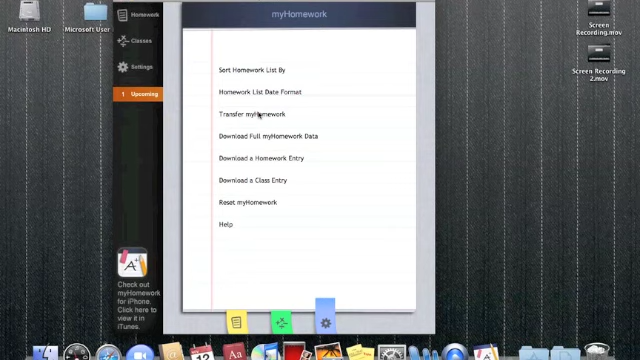 Macintosh HD
Microsoft User
Homework
Classes
Settings
1 Upcoming
Check out
myHomework
for iPhone.
Click here to
view it in
iTunes.
myHomework
Sort Homework List By
Homework List Date Format
Transfer myHomework
Download Full myHomework Data
Download a Homework Entry
Download a Class Entry
Reset myHomework
Help
Screen
Recording.mov
Screen Recording
2.mov
12
Aa